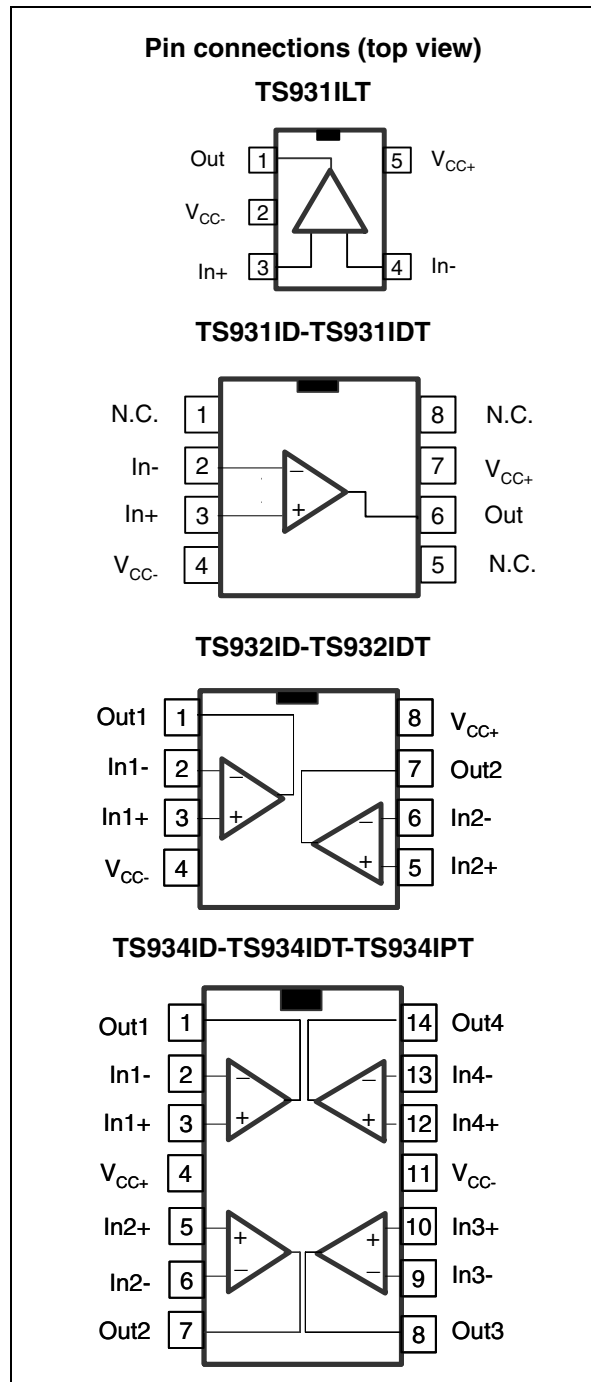 Pin connections (top view)
TS931ILT
Out 1 5 VCC+
VCC- 2
In+ 3 4 In-
TS931ID-TS931IDT
N.C. 1 8 N.C.
In- 2 − 7 VCC+
In+ 3 + 6 Out
VCC- 4 5 N.C.
TS932ID-TS932IDT
Out1 1 8 VCC+
In1- 2 − 7 Out2
In1+ 3 + − 6 In2-
VCC- 4 + 5 In2+
TS934ID-TS934IDT-TS934IPT
Out1 1 14 Out4
In1- 2 − − 13 In4-
In1+ 3 + + 12 In4+
VCC+ 4 11 VCC-
In2+ 5 + + 10 In3+
In2- 6 − − 9 In3-
Out2 7 8 Out3